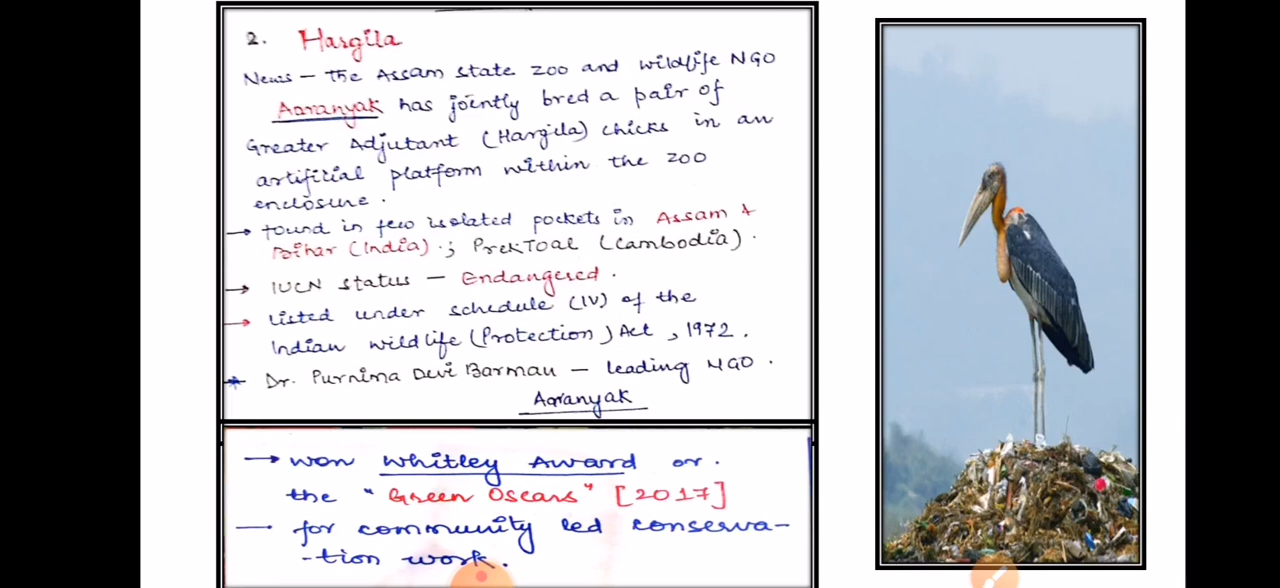 2. Hargila
News – The Assam state zoo and wildlife NGO
Aaranyak has jointly bred a pair of
Greater Adjutant (Hargila) chicks in an
artificial platform within the zoo
enclosure.
→ found in few isolated pockets in Assam &
Bihar (India).; PrekToal (Cambodia).
→ IUCN status – Endangered.
→ listed under schedule (IV) of the
Indian wildlife (Protection) Act, 1972.
* Dr. Purnima Devi Barman – leading NGO.
Aaranyak
→ won Whitley Award or.
the "Green Oscars" [2017]
– for community led conserva-
-tion work.